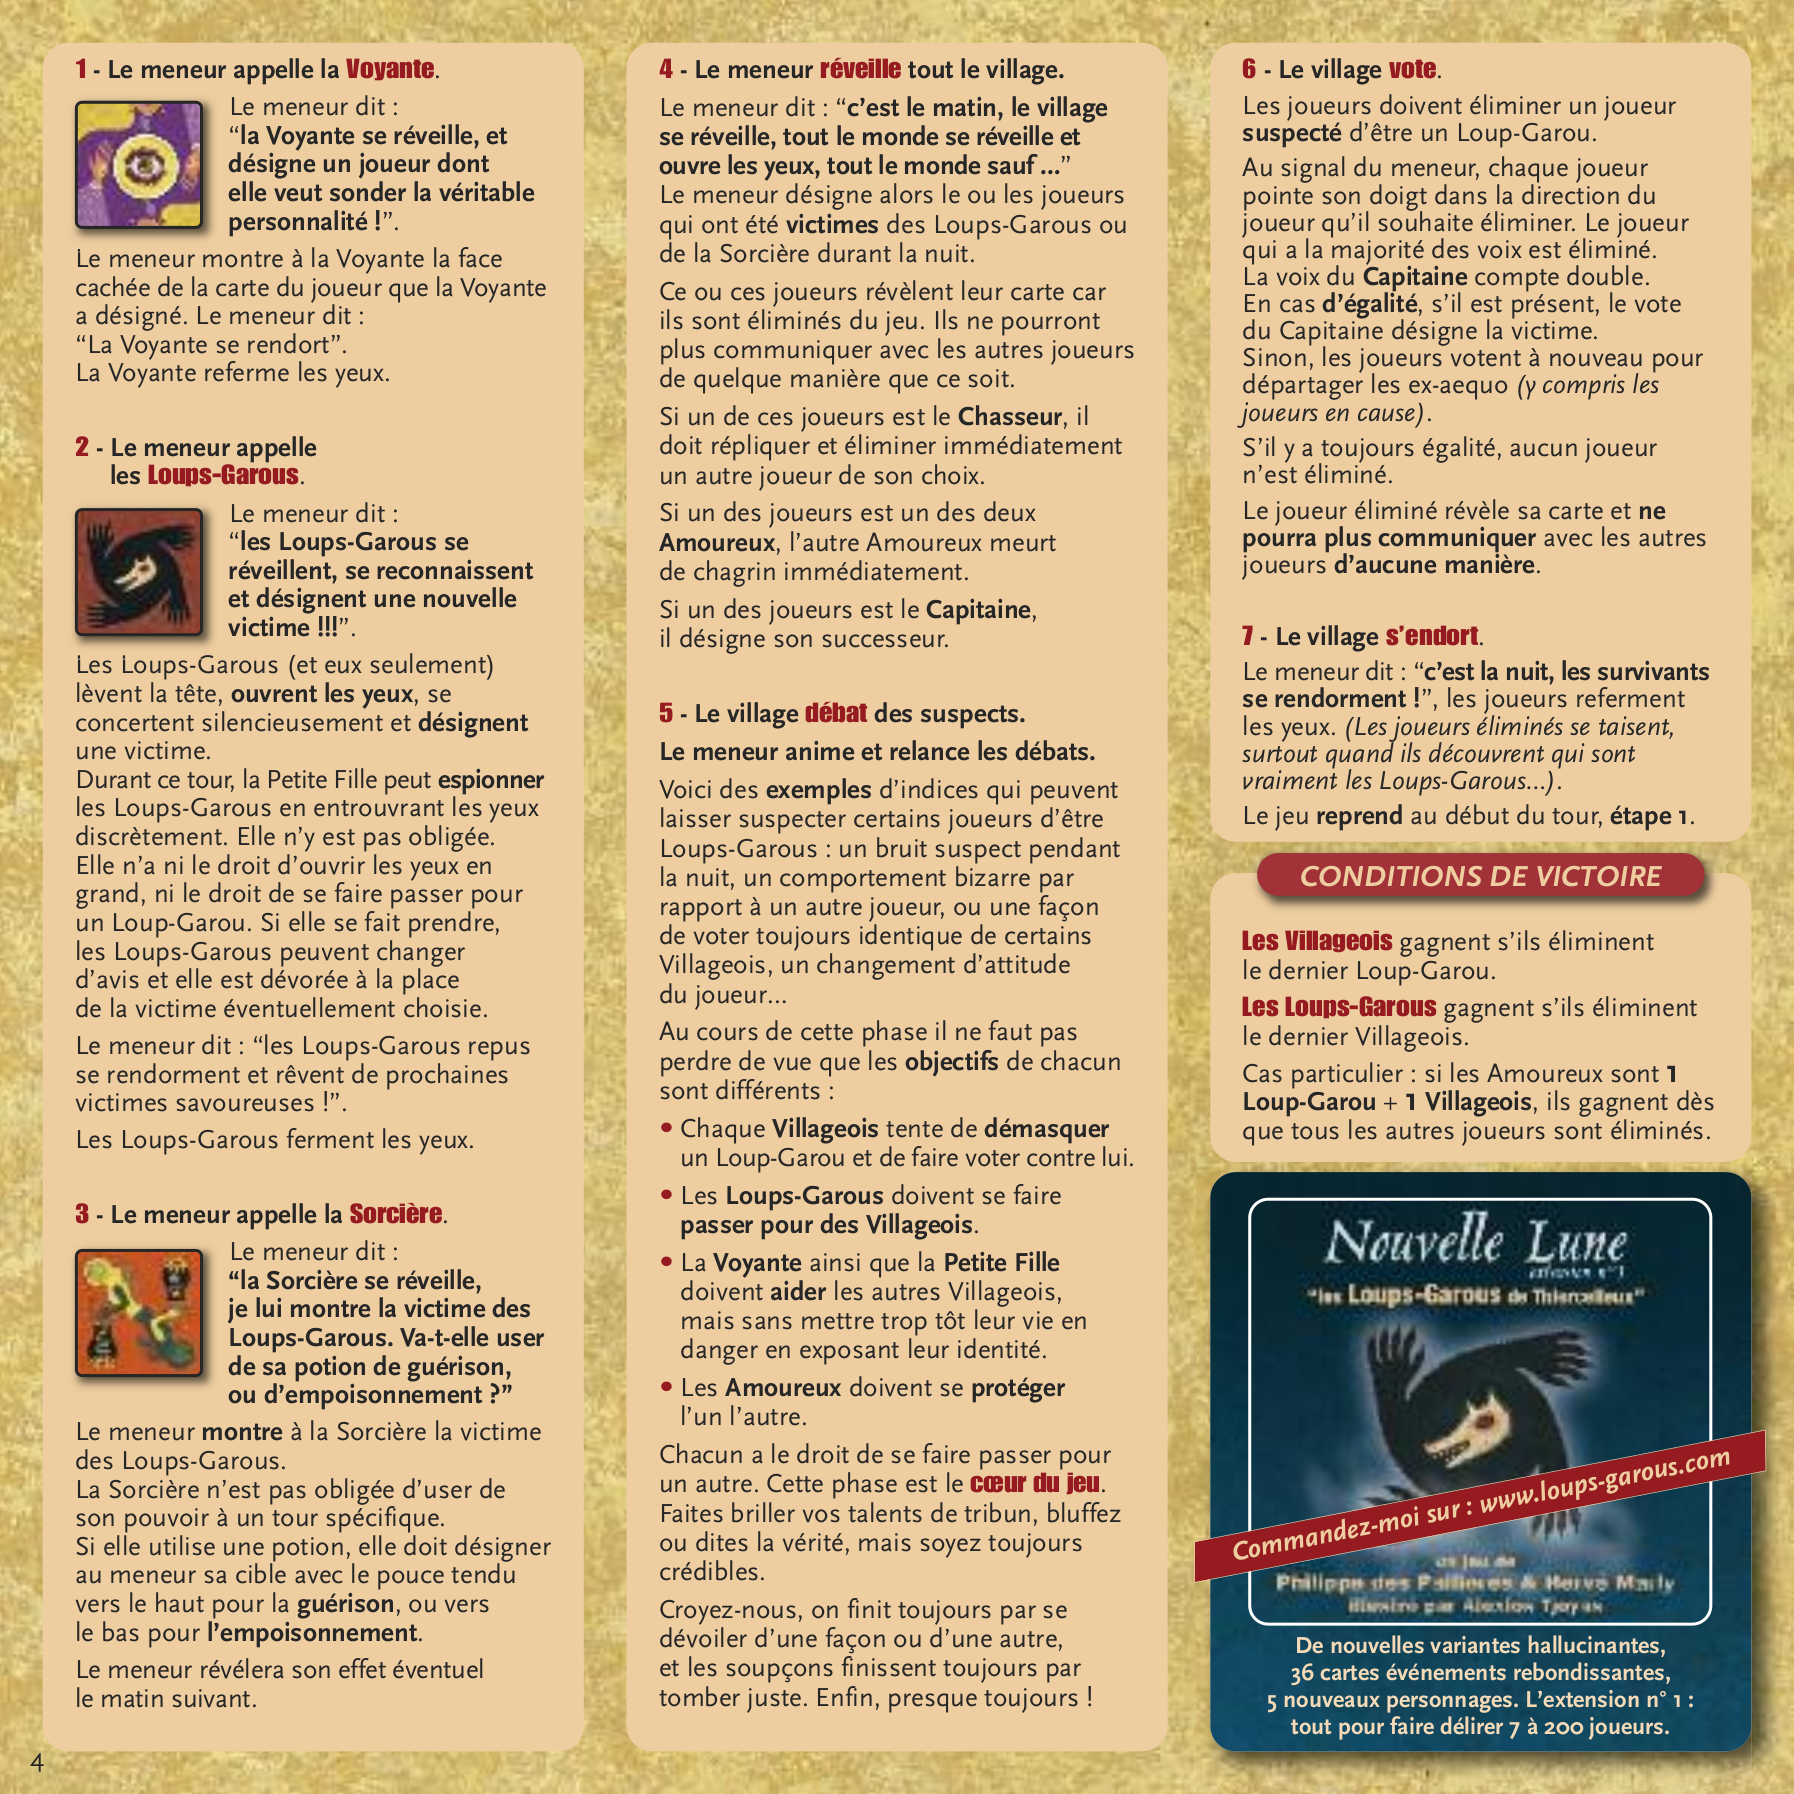 1 - Le meneur appelle la Voyante.
Le meneur dit :
“la Voyante se réveille, et
désigne un joueur dont
elle veut sonder la véritable
personnalité !”.
Le meneur montre à la Voyante la face
cachée de la carte du joueur que la Voyante
a désigné. Le meneur dit :
“La Voyante se rendort”.
La Voyante referme les yeux.
2 - Le meneur appelle
les Loups-Garous.
Le meneur dit :
“les Loups-Garous se
réveillent, se reconnaissent
et désignent une nouvelle
victime !!!”.
Les Loups-Garous (et eux seulement)
lèvent la tête, ouvrent les yeux, se
concertent silencieusement et désignent
une victime.
Durant ce tour, la Petite Fille peut espionner
les Loups-Garous en entrouvrant les yeux
discrètement. Elle n’y est pas obligée.
Elle n’a ni le droit d’ouvrir les yeux en
grand, ni le droit de se faire passer pour
un Loup-Garou. Si elle se fait prendre,
les Loups-Garous peuvent changer
d’avis et elle est dévorée à la place
de la victime éventuellement choisie.
Le meneur dit : “les Loups-Garous repus
se rendorment et rêvent de prochaines
victimes savoureuses !”.
Les Loups-Garous ferment les yeux.
3 - Le meneur appelle la Sorcière.
Le meneur dit :
“la Sorcière se réveille,
je lui montre la victime des
Loups-Garous. Va-t-elle user
de sa potion de guérison,
ou d’empoisonnement ?”
Le meneur montre à la Sorcière la victime
des Loups-Garous.
La Sorcière n’est pas obligée d’user de
son pouvoir à un tour spécifique.
Si elle utilise une potion, elle doit désigner
au meneur sa cible avec le pouce tendu
vers le haut pour la guérison, ou vers
le bas pour l’empoisonnement.
Le meneur révélera son effet éventuel
le matin suivant.
4
4 - Le meneur réveille tout le village.
Le meneur dit : “c’est le matin, le village
se réveille, tout le monde se réveille et
ouvre les yeux, tout le monde sauf ...”
Le meneur désigne alors le ou les joueurs
qui ont été victimes des Loups-Garous ou
de la Sorcière durant la nuit.
Ce ou ces joueurs révèlent leur carte car
ils sont éliminés du jeu. Ils ne pourront
plus communiquer avec les autres joueurs
de quelque manière que ce soit.
Si un de ces joueurs est le Chasseur, il
doit répliquer et éliminer immédiatement
un autre joueur de son choix.
Si un des joueurs est un des deux
Amoureux, l’autre Amoureux meurt
de chagrin immédiatement.
Si un des joueurs est le Capitaine,
il désigne son successeur.
5 - Le village débat des suspects.
Le meneur anime et relance les débats.
Voici des exemples d’indices qui peuvent
laisser suspecter certains joueurs d’être
Loups-Garous : un bruit suspect pendant
la nuit, un comportement bizarre par
rapport à un autre joueur, ou une façon
de voter toujours identique de certains
Villageois, un changement d’attitude
du joueur...
Au cours de cette phase il ne faut pas
perdre de vue que les objectifs de chacun
sont différents :
• Chaque Villageois tente de démasquer
un Loup-Garou et de faire voter contre lui.
• Les Loups-Garous doivent se faire
passer pour des Villageois.
• La Voyante ainsi que la Petite Fille
doivent aider les autres Villageois,
mais sans mettre trop tôt leur vie en
danger en exposant leur identité.
• Les Amoureux doivent se protéger
l’un l’autre.
Chacun a le droit de se faire passer pour
un autre. Cette phase est le cœur du jeu.
Faites briller vos talents de tribun, bluffez
ou dites la vérité, mais soyez toujours
crédibles.
Croyez-nous, on finit toujours par se
dévoiler d’une façon ou d’une autre,
et les soupçons finissent toujours par
tomber juste. Enfin, presque toujours !
6 - Le village vote.
Les joueurs doivent éliminer un joueur
suspecté d’être un Loup-Garou.
Au signal du meneur, chaque joueur
pointe son doigt dans la direction du
joueur qu’il souhaite éliminer. Le joueur
qui a la majorité des voix est éliminé.
La voix du Capitaine compte double.
En cas d’égalité, s’il est présent, le vote
du Capitaine désigne la victime.
Sinon, les joueurs votent à nouveau pour
départager les ex-aequo (y compris les
joueurs en cause).
S’il y a toujours égalité, aucun joueur
n’est éliminé.
Le joueur éliminé révèle sa carte et ne
pourra plus communiquer avec les autres
joueurs d’aucune manière.
7 - Le village s’endort.
Le meneur dit : “c’est la nuit, les survivants
se rendorment !”, les joueurs referment
les yeux. (Les joueurs éliminés se taisent,
surtout quand ils découvrent qui sont
vraiment les Loups-Garous...).
Le jeu reprend au début du tour, étape 1.
CONDITIONS DE VICTOIRE
Les Villageois gagnent s’ils éliminent
le dernier Loup-Garou.
Les Loups-Garous gagnent s’ils éliminent
le dernier Villageois.
Cas particulier : si les Amoureux sont 1
Loup-Garou + 1 Villageois, ils gagnent dès
que tous les autres joueurs sont éliminés.
Nouvelle Lune
extension n°1
“les Loups-Garous de Thiercelieux”
Commandez-moi sur : www.loups-garous.com
un jeu de
Philippe des Pallières & Hervé Marly
illustré par Alexios Tjoyas
De nouvelles variantes hallucinantes,
36 cartes événements rebondissantes,
5 nouveaux personnages. L’extension n° 1 :
tout pour faire délirer 7 à 200 joueurs.